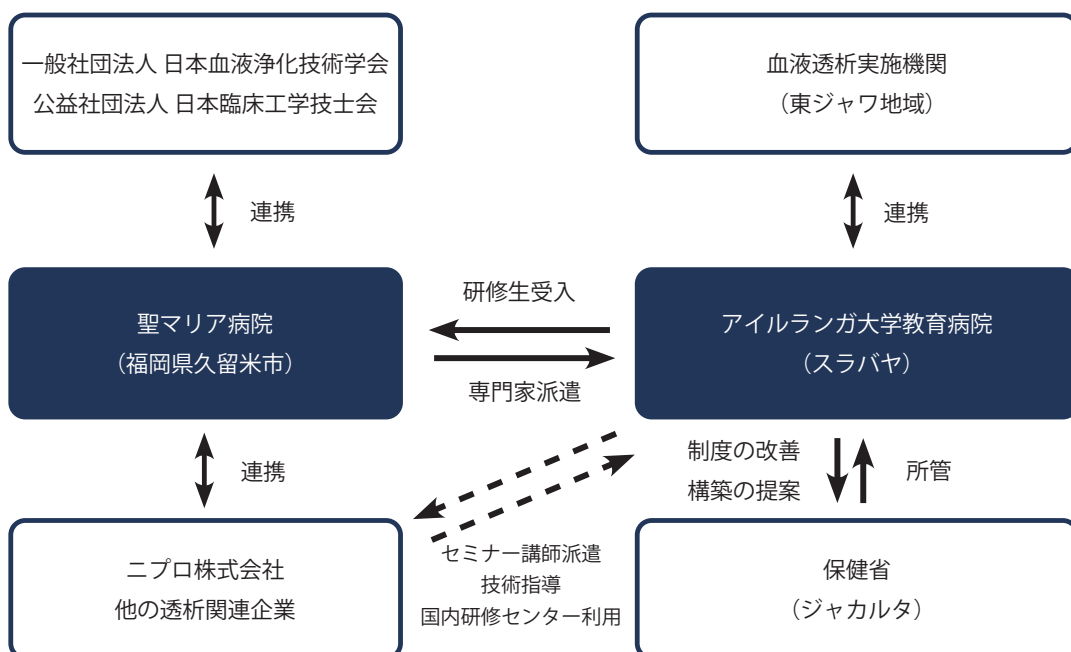 一般社団法人 日本血液浄化技術学会
公益社団法人 日本臨床工学技士会
血液透析実施機関
（東ジャワ地域）
連携
連携
聖マリア病院
（福岡県久留米市）
研修生受入
専門家派遣
アイルランガ大学教育病院
（スラバヤ）
連携
制度の改善
構築の提案
所管
ニプロ株式会社
他の透析関連企業
セミナー講師派遣
技術指導
国内研修センター利用
保健省
（ジャカルタ）